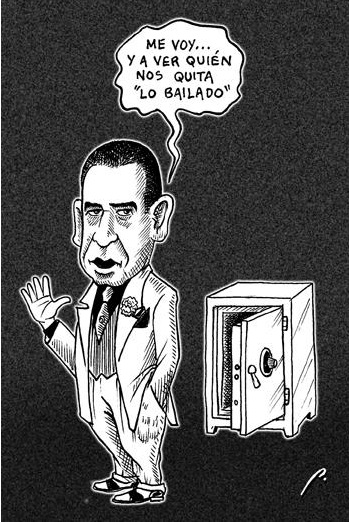 ME VOY...
Y A VER QUIÉN
NOS QUITA
"LO BAILADO"